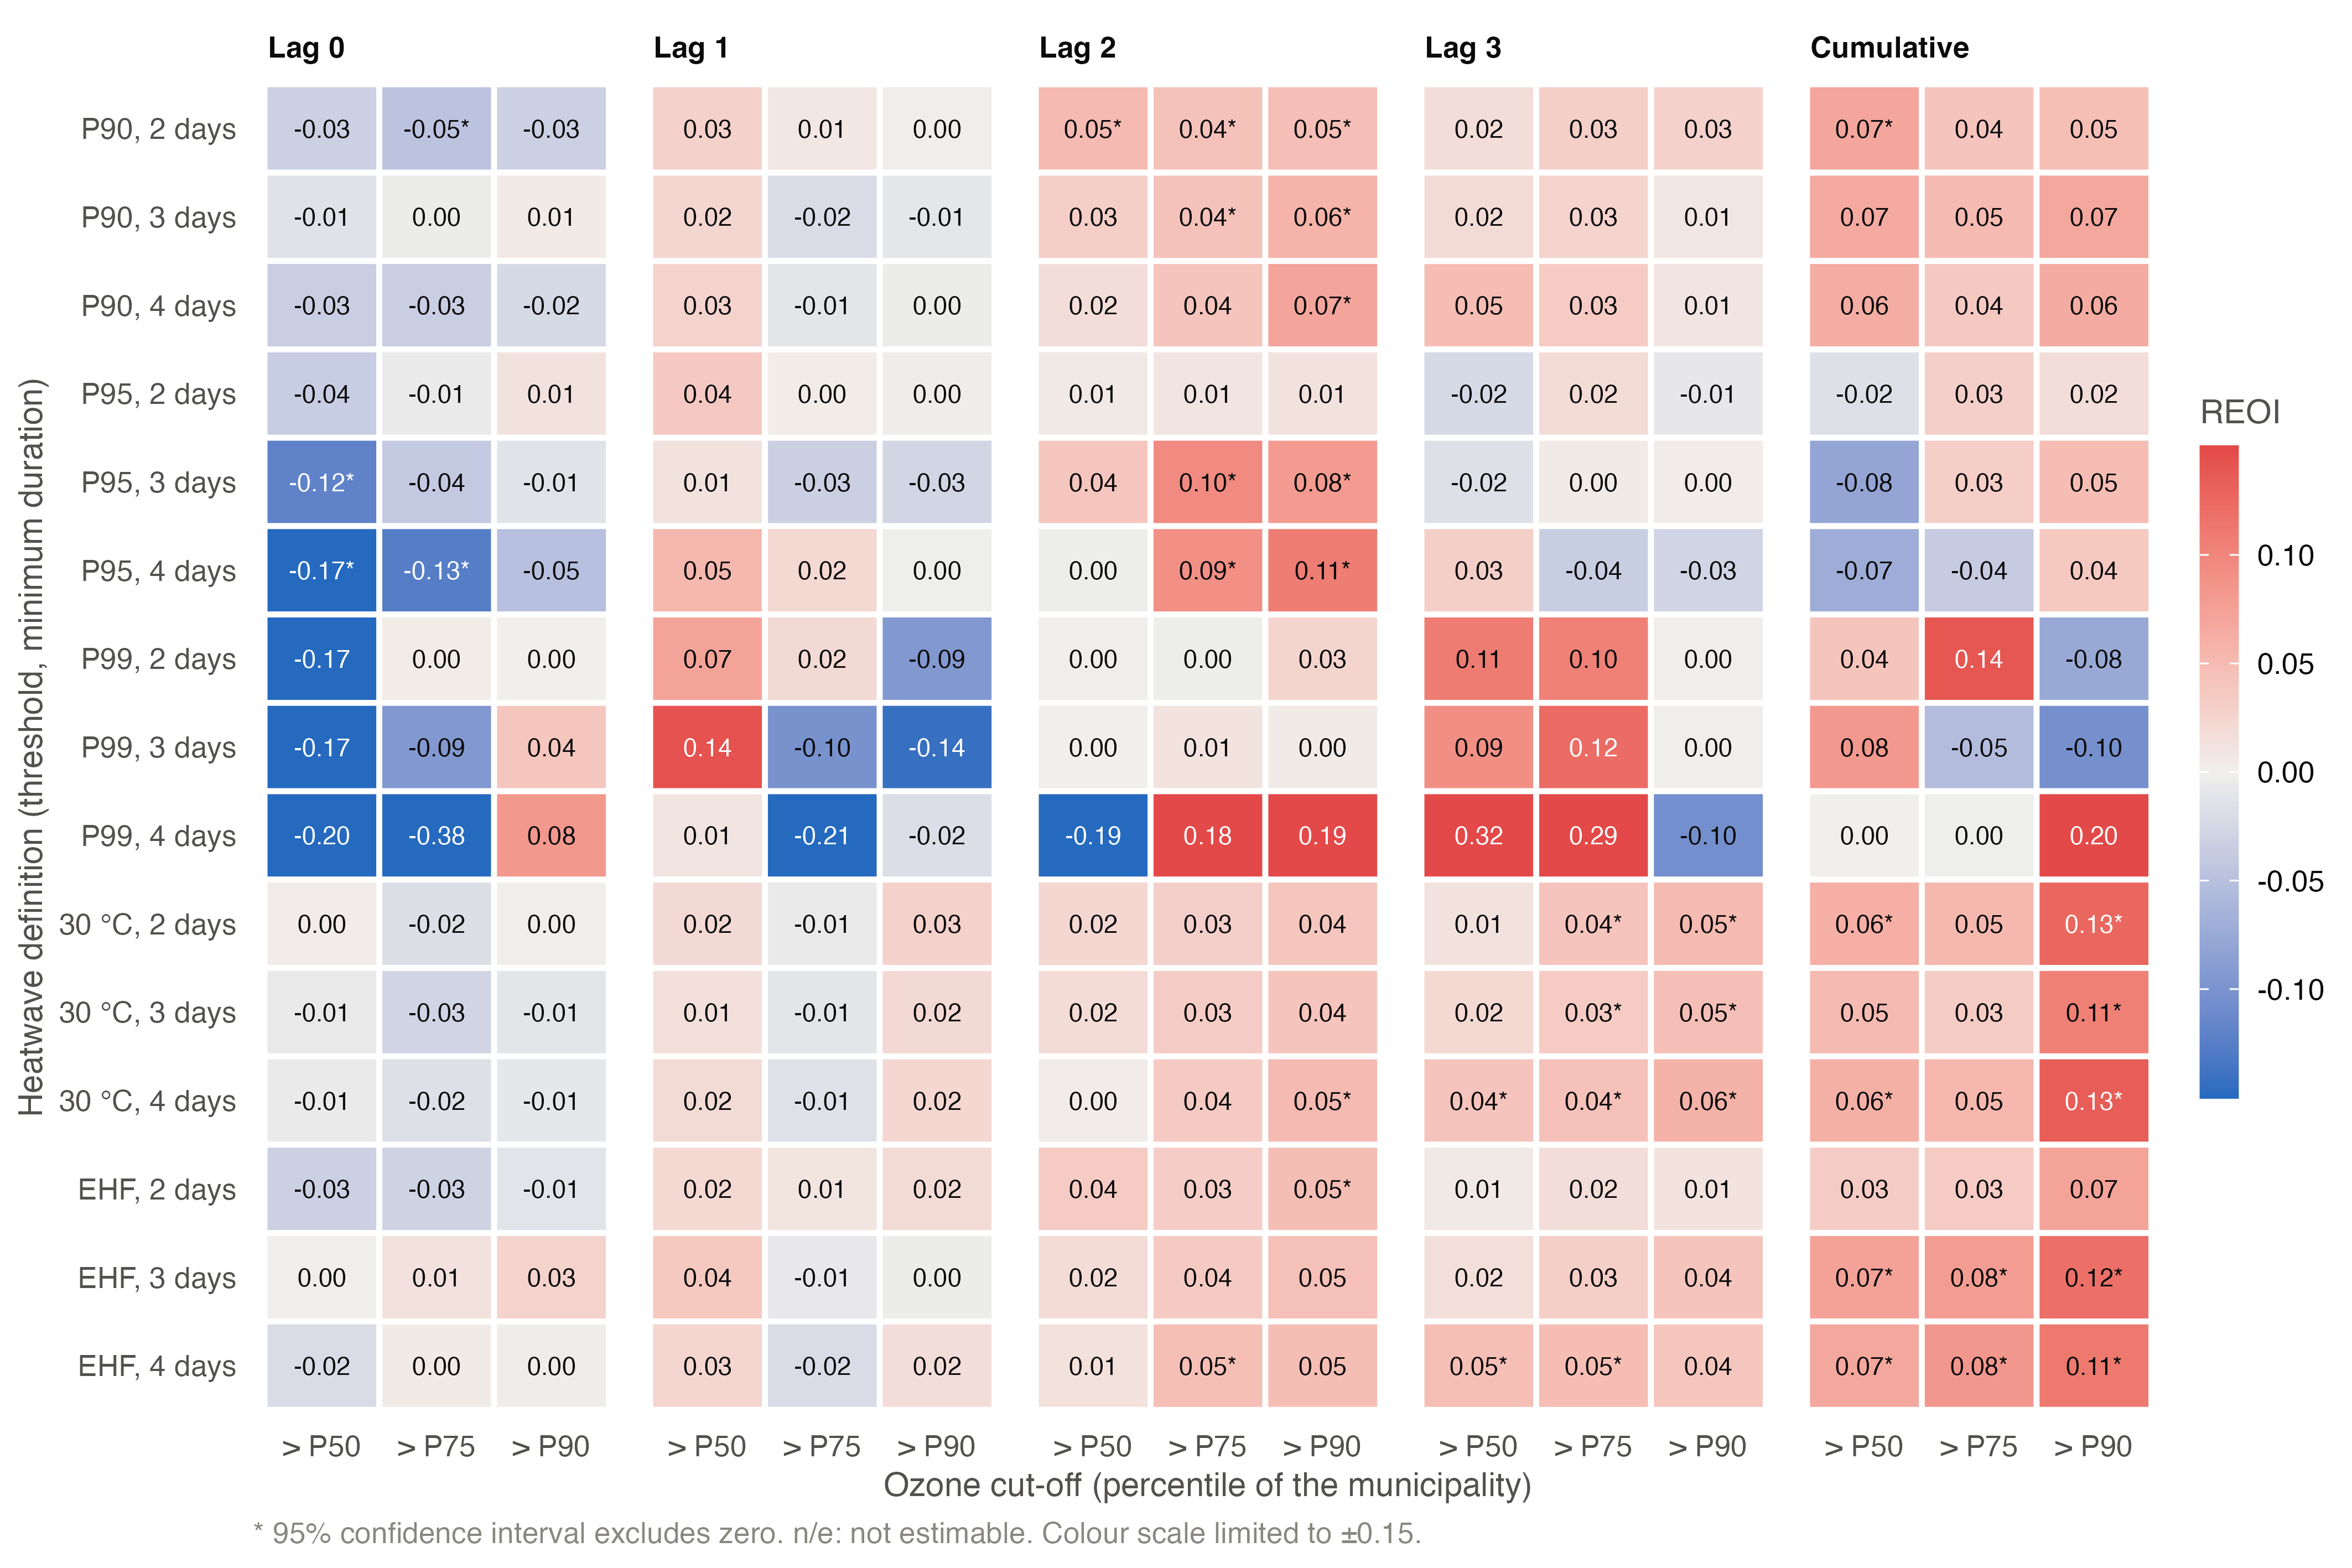 Lag 0 Lag 1 Lag 2 Lag 3 Cumulative
P90, 2 days -0.03 -0.05* -0.03 0.03 0.01 0.00 0.05* 0.04* 0.05* 0.02 0.03 0.03 0.07* 0.04 0.05
P90, 3 days -0.01 0.00 0.01 0.02 -0.02 -0.01 0.03 0.04* 0.06* 0.02 0.03 0.01 0.07 0.05 0.07
P90, 4 days -0.03 -0.03 -0.02 0.03 -0.01 0.00 0.02 0.04 0.07* 0.05 0.03 0.01 0.06 0.04 0.06
P95, 2 days -0.04 -0.01 0.01 0.04 0.00 0.00 0.01 0.01 0.01 -0.02 0.02 -0.01 -0.02 0.03 0.02
P95, 3 days -0.12* -0.04 -0.01 0.01 -0.03 -0.03 0.04 0.10* 0.08* -0.02 0.00 0.00 -0.08 0.03 0.05
P95, 4 days -0.17* -0.13* -0.05 0.05 0.02 0.00 0.00 0.09* 0.11* 0.03 -0.04 -0.03 -0.07 -0.04 0.04
P99, 2 days -0.17 0.00 0.00 0.07 0.02 -0.09 0.00 0.00 0.03 0.11 0.10 0.00 0.04 0.14 -0.08
P99, 3 days -0.17 -0.09 0.04 0.14 -0.10 -0.14 0.00 0.01 0.00 0.09 0.12 0.00 0.08 -0.05 -0.10
P99, 4 days -0.20 -0.38 0.08 0.01 -0.21 -0.02 -0.19 0.18 0.19 0.32 0.29 -0.10 0.00 0.00 0.20
30 °C, 2 days 0.00 -0.02 0.00 0.02 -0.01 0.03 0.02 0.03 0.04 0.01 0.04* 0.05* 0.06* 0.05 0.13*
30 °C, 3 days -0.01 -0.03 -0.01 0.01 -0.01 0.02 0.02 0.03 0.04 0.02 0.03* 0.05* 0.05 0.03 0.11*
30 °C, 4 days -0.01 -0.02 -0.01 0.02 -0.01 0.02 0.00 0.04 0.05* 0.04* 0.04* 0.06* 0.06* 0.05 0.13*
EHF, 2 days -0.03 -0.03 -0.01 0.02 0.01 0.02 0.04 0.03 0.05* 0.01 0.02 0.01 0.03 0.03 0.07
EHF, 3 days 0.00 0.01 0.03 0.04 -0.01 0.00 0.02 0.04 0.05 0.02 0.03 0.04 0.07* 0.08* 0.12*
EHF, 4 days -0.02 0.00 0.00 0.03 -0.02 0.02 0.01 0.05* 0.05 0.05* 0.05* 0.04 0.07* 0.08* 0.11*
> P50 > P75 > P90 > P50 > P75 > P90 > P50 > P75 > P90 > P50 > P75 > P90 > P50 > P75 > P90
Ozone cut-off (percentile of the municipality)
Heatwave definition (threshold, minimum duration)
REOI
0.10
0.05
0.00
-0.05
-0.10
* 95% confidence interval excludes zero. n/e: not estimable. Colour scale limited to ±0.15.